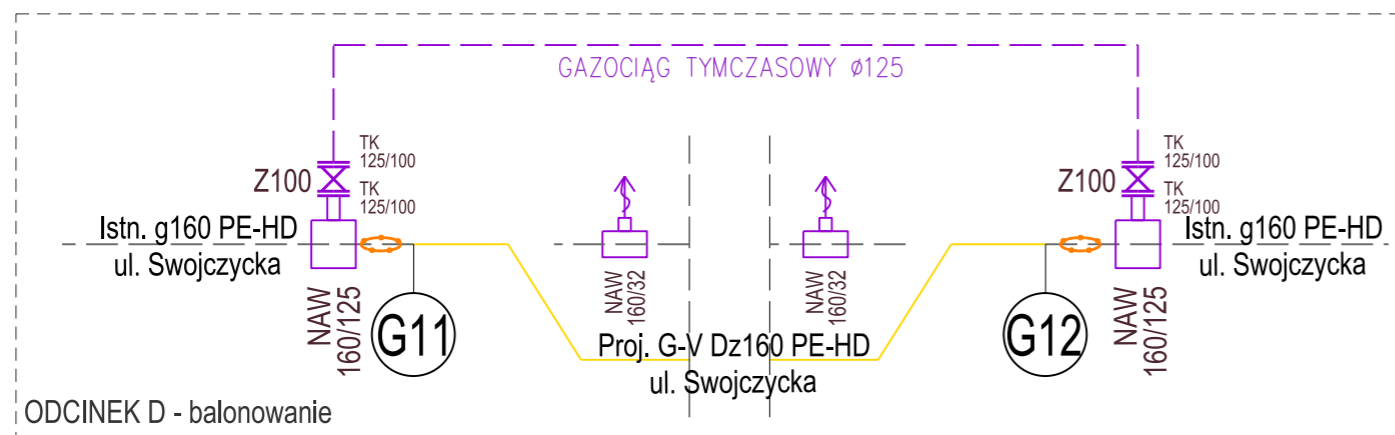 GAZOCIĄG TYMCZASOWY ø125
TK
125/100
Z100
TK
125/100
Istn. g160 PE-HD
ul. Swojczycka
NAW
160/125
G11
NAW
160/32
NAW
160/32
Proj. G-V Dz160 PE-HD
ul. Swojczycka
TK
125/100
Z100
TK
125/100
Istn. g160 PE-HD
ul. Swojczycka
G12
NAW
160/125
ODCINEK D - balonowanie